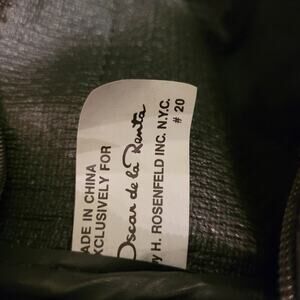 ADE IN CHINA
XCLUSIVELY FOR
Oscar de la Renta
y H. ROSENFELD INC. N.Y.C.
# 20